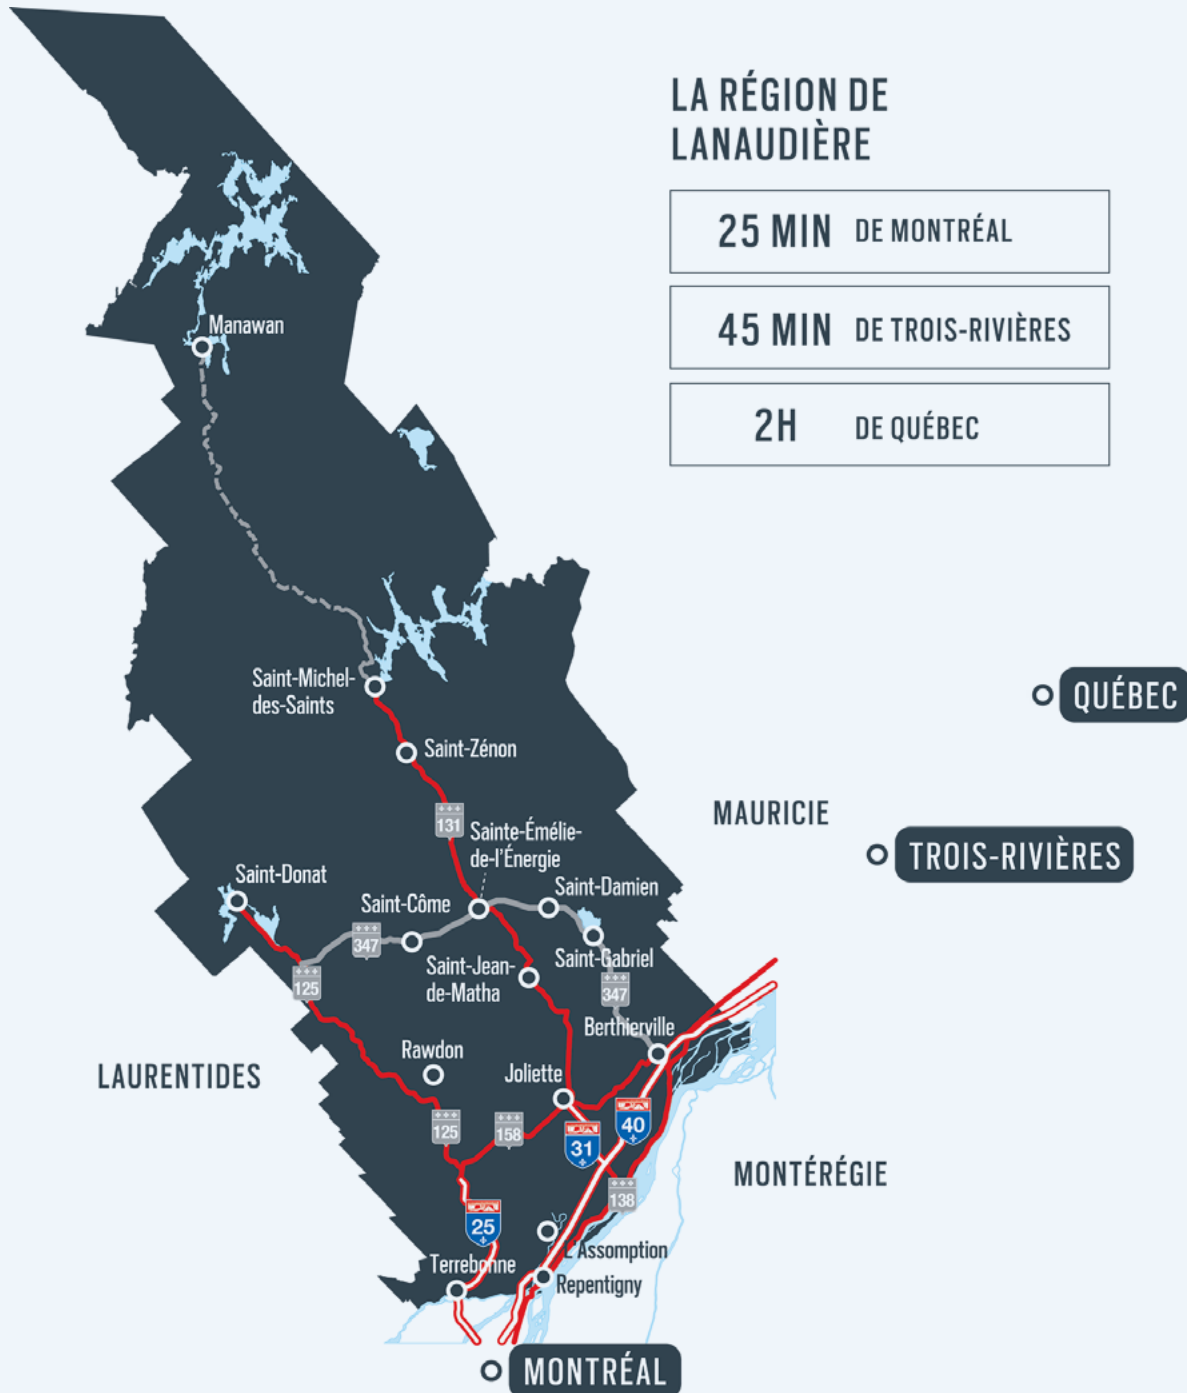 LA RÉGION DE
LANAUDIÈRE
25 MIN DE MONTRÉAL
45 MIN DE TROIS-RIVIÈRES
2H DE QUÉBEC
Manawan
Saint-Michel-
des-Saints
QUÉBEC
Saint-Zénon
MAURICIE
131
Sainte-Émélie-
de-l'Énergie
TROIS-RIVIÈRES
Saint-Donat
Saint-Damien
Saint-Côme
347
Saint-Gabriel
Saint-Jean-
de-Matha
125
347
Berthierville
Rawdon
LAURENTIDES
Joliette
125
158
31
40
MONTÉRÉGIE
138
25
L'Assomption
Terrebonne
Repentigny
MONTRÉAL